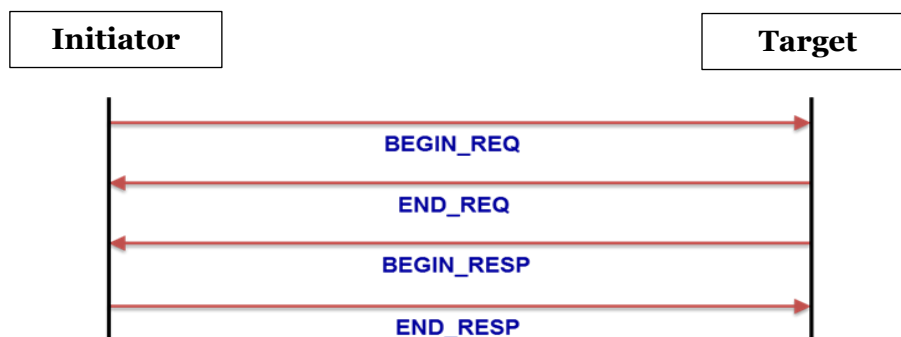 Initiator
Target
BEGIN_REQ
END_REQ
BEGIN_RESP
END_RESP